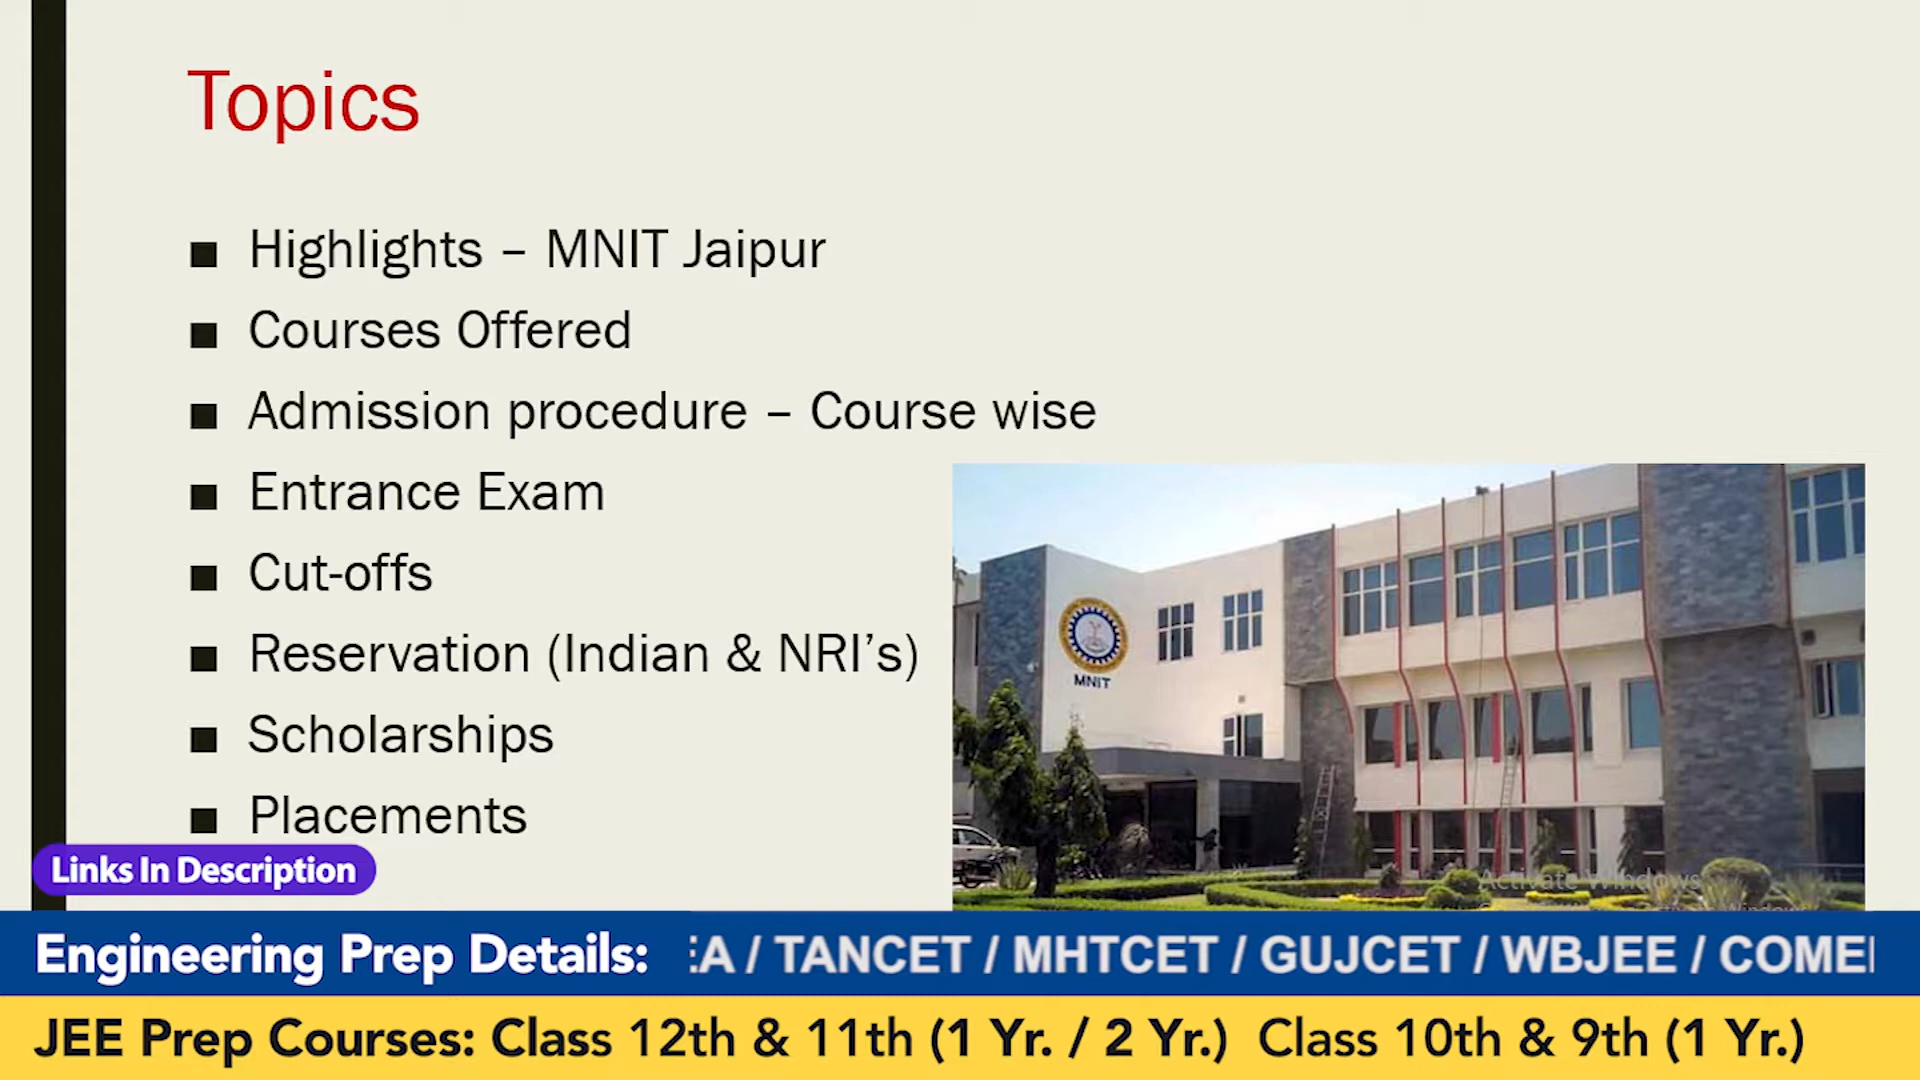 Topics
■ Highlights – MNIT Jaipur
■ Courses Offered
■ Admission procedure – Course wise
■ Entrance Exam
■ Cut-offs
■ Reservation (Indian & NRI’s)
■ Scholarships
■ Placements
MNIT
Activate Windows
Links In Description
Engineering Prep Details: A / TANCET / MHTCET / GUJCET / WBJEE /
JEE Prep Courses: Class 12th & 11th (1 Yr. / 2 Yr.) Class 10th & 9th (1 Yr.)